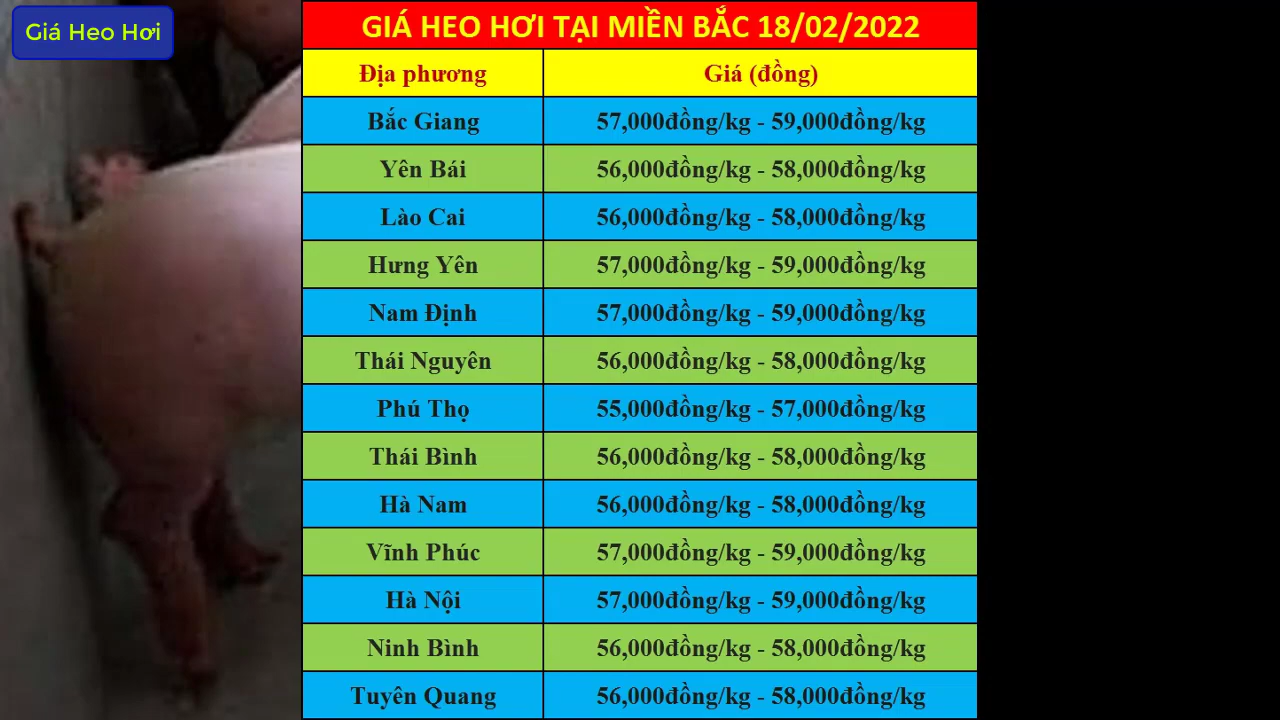 Giá Heo Hơi
GIÁ HEO HƠI TẠI MIỀN BẮC 18/02/2022
Địa phương Giá (đồng)
Bắc Giang 57,000đồng/kg - 59,000đồng/kg
Yên Bái 56,000đồng/kg - 58,000đồng/kg
Lào Cai 56,000đồng/kg - 58,000đồng/kg
Hưng Yên 57,000đồng/kg - 59,000đồng/kg
Nam Định 57,000đồng/kg - 59,000đồng/kg
Thái Nguyên 56,000đồng/kg - 58,000đồng/kg
Phú Thọ 55,000đồng/kg - 57,000đồng/kg
Thái Bình 56,000đồng/kg - 58,000đồng/kg
Hà Nam 56,000đồng/kg - 58,000đồng/kg
Vĩnh Phúc 57,000đồng/kg - 59,000đồng/kg
Hà Nội 57,000đồng/kg - 59,000đồng/kg
Ninh Bình 56,000đồng/kg - 58,000đồng/kg
Tuyên Quang 56,000đồng/kg - 58,000đồng/kg